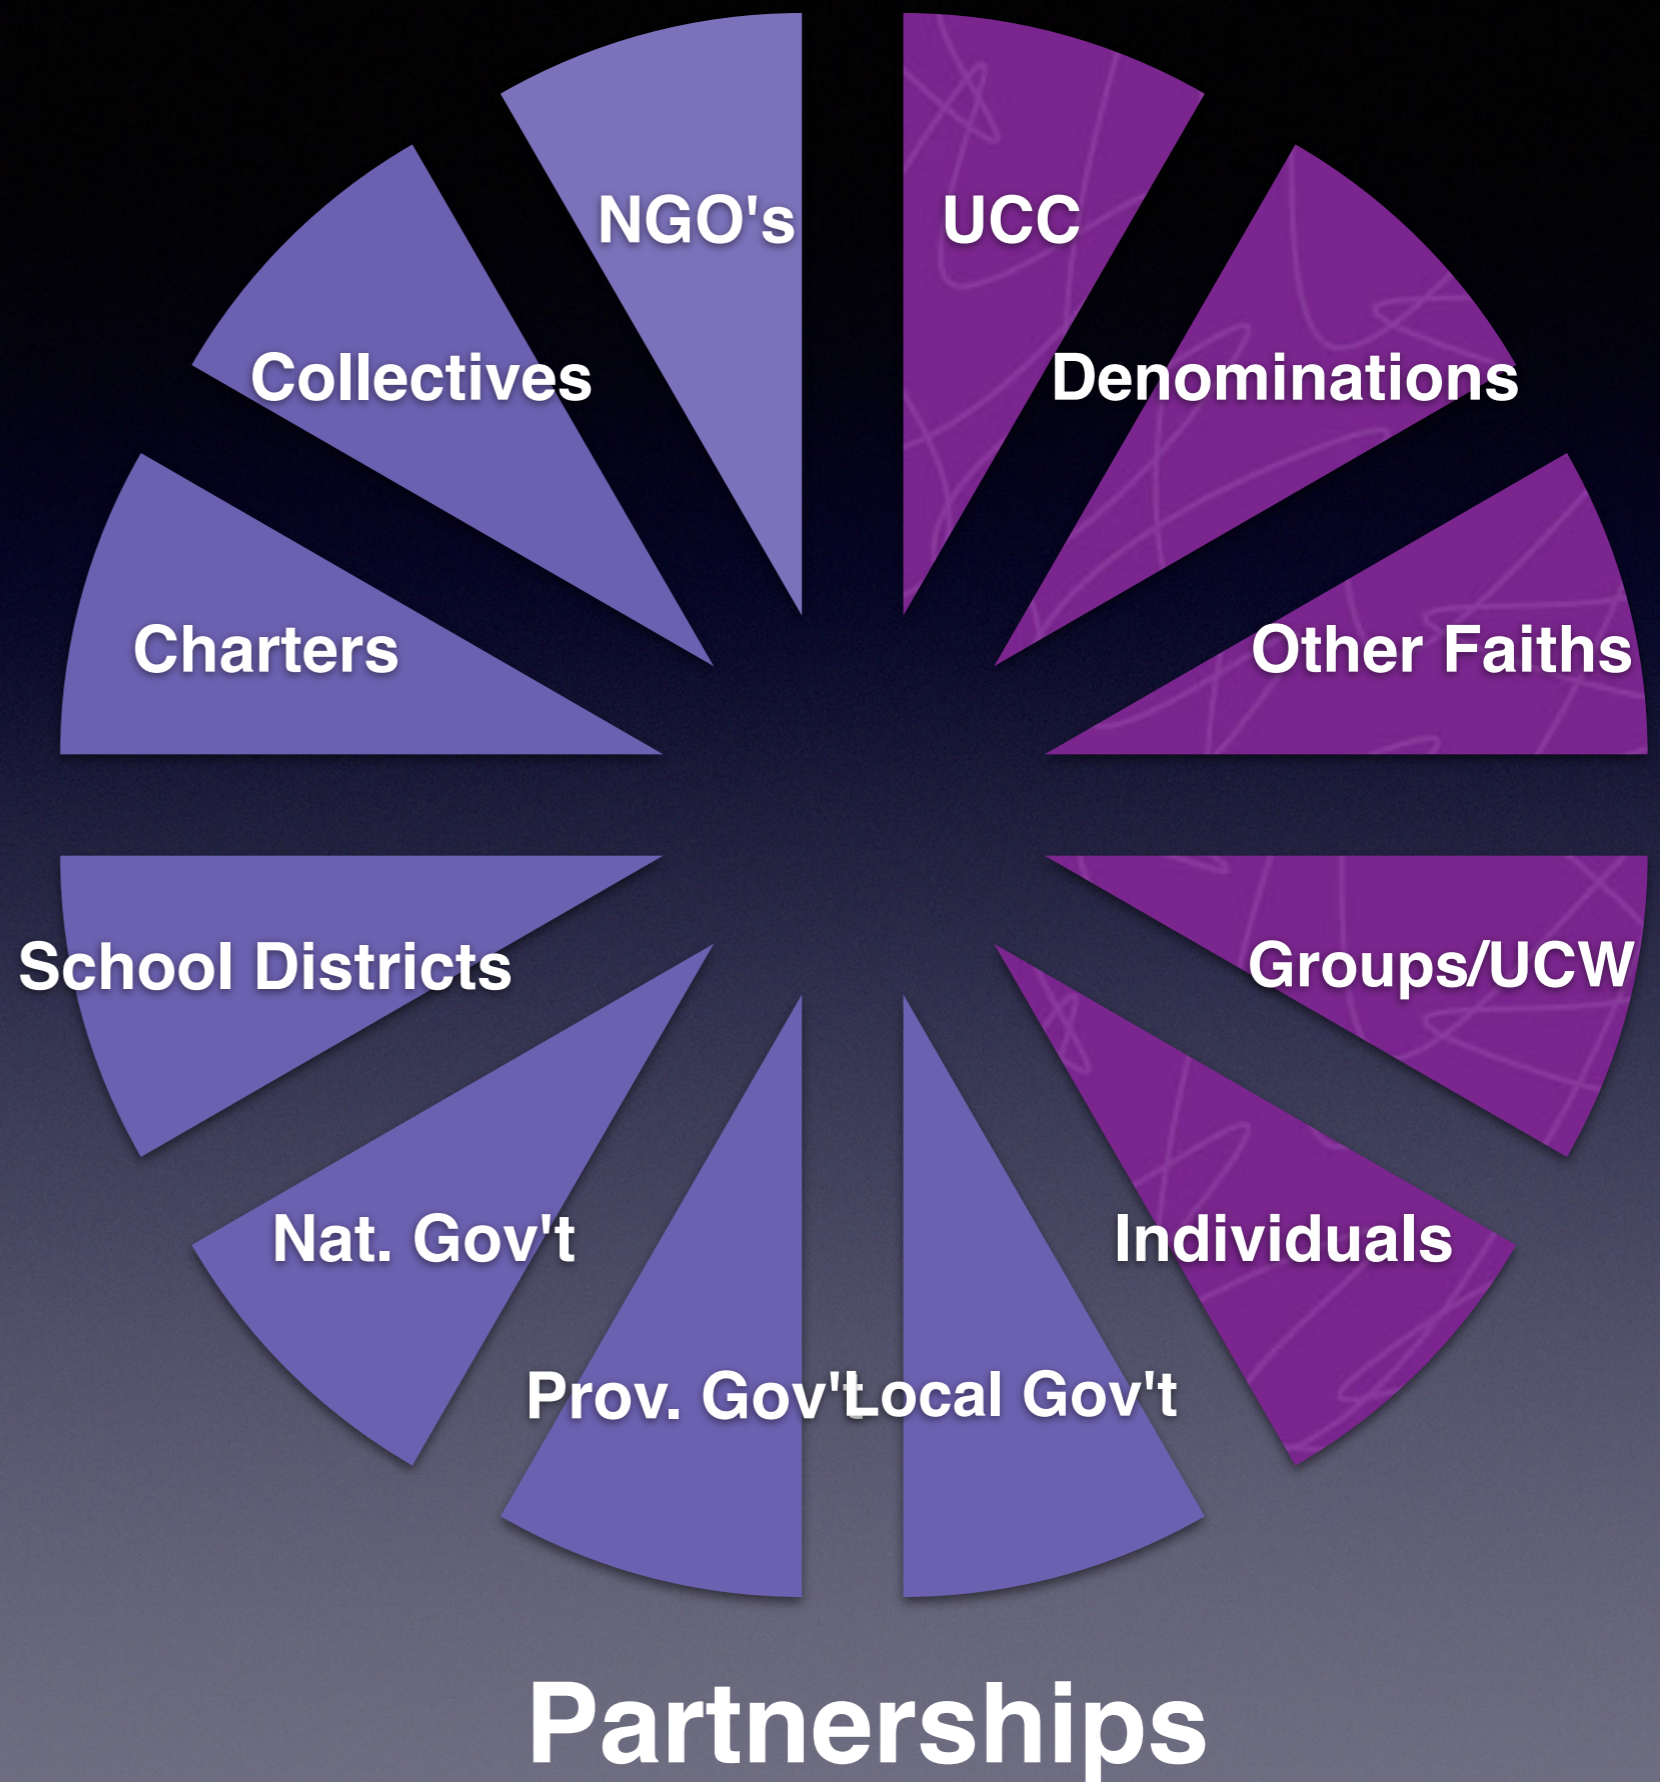 NGO's
UCC
Collectives
Denominations
Charters
Other Faiths
School Districts
Groups/UCW
Nat. Gov't
Individuals
Prov. Gov't
Local Gov't
Partnerships